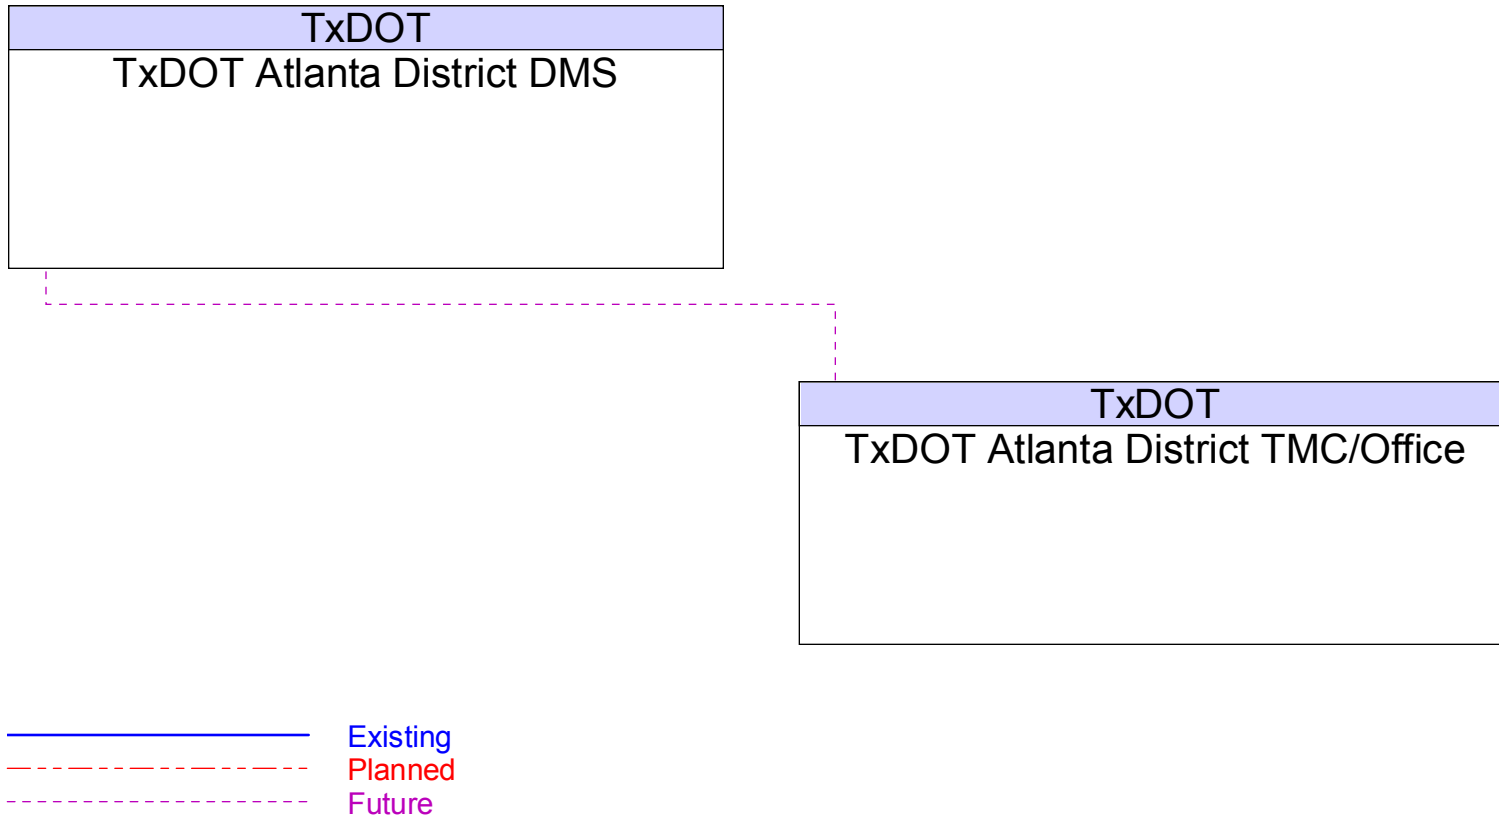 TxDOT
TxDOT Atlanta District DMS
TxDOT
TxDOT Atlanta District TMC/Office
Existing
Planned
Future